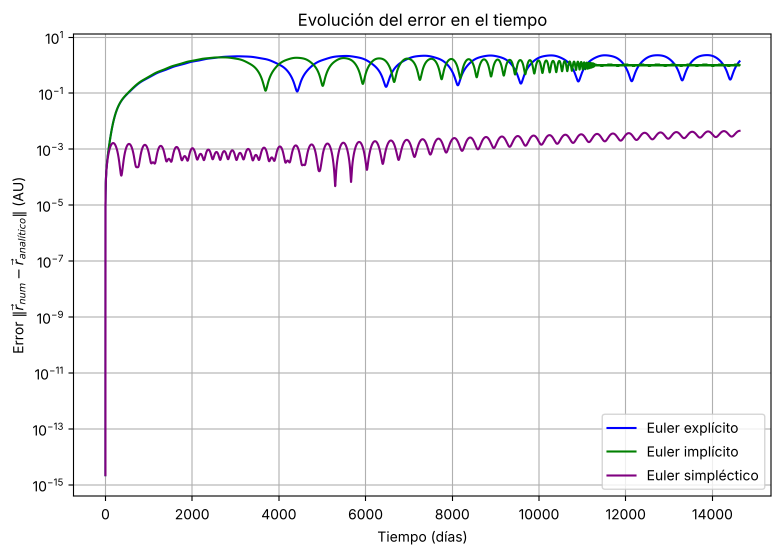 Evolución del error en el tiempo
Error ‖r⃗_num − r⃗_analítico‖ (AU)
10¹
10⁻¹
10⁻³
10⁻⁵
10⁻⁷
10⁻⁹
10⁻¹¹
10⁻¹³
10⁻¹⁵
Euler explícito
Euler implícito
Euler simpléctico
0 2000 4000 6000 8000 10000 12000 14000
Tiempo (días)